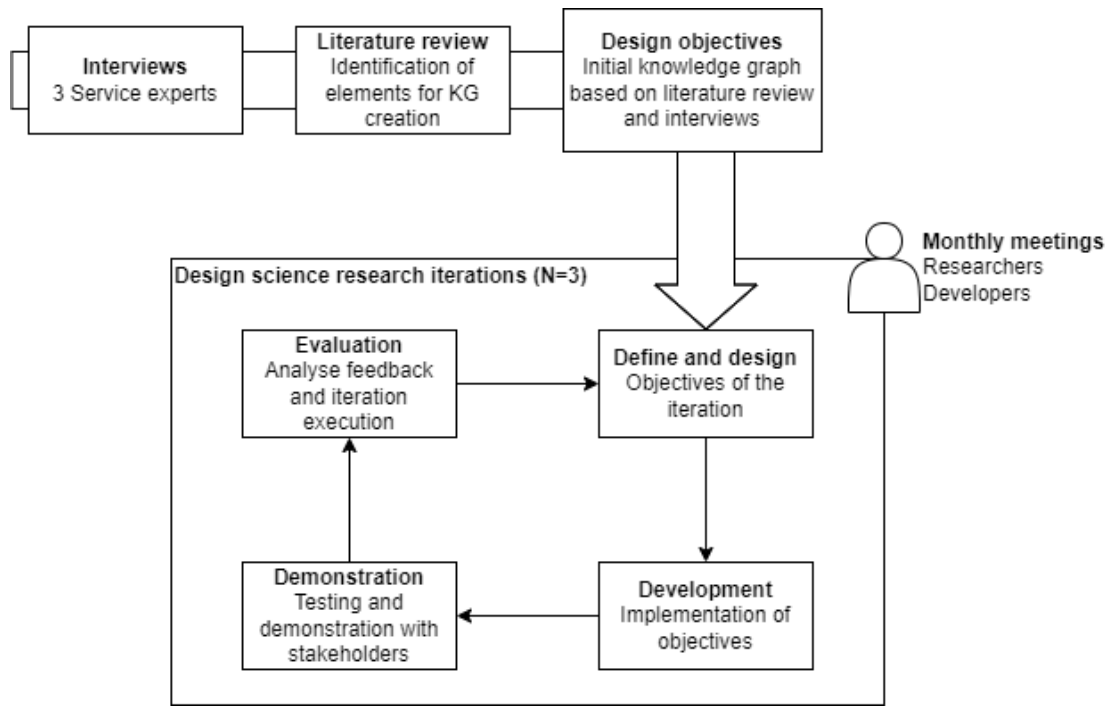 Interviews
3 Service experts
Literature review
Identification of
elements for KG
creation
Design objectives
Initial knowledge graph
based on literature review
and interviews
Monthly meetings
Researchers
Developers
Design science research iterations (N=3)
Evaluation
Analyse feedback
and iteration
execution
Define and design
Objectives of the
iteration
Demonstration
Testing and
demonstration with
stakeholders
Development
Implementation of
objectives